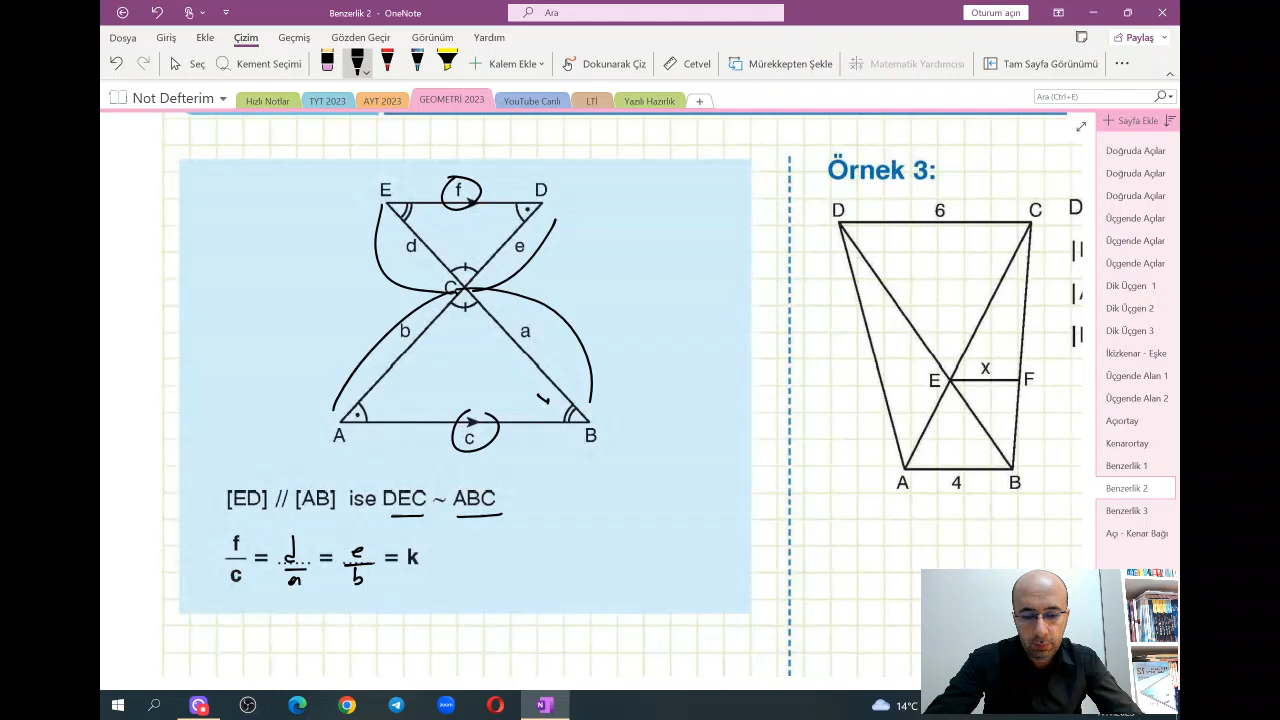 Benzerlik 2 - OneNote
Ara
Oturum açın
Dosya Giriş Ekle Çizim Geçmiş Gözden Geçir Görünüm Yardım
Paylaş
Seç
Kement Seçimi
Kalem Ekle
Dokunarak Çiz
Cetvel
Mürekkepten Şekle
Matematik Yardımcısı
Tam Sayfa Görünümü
Not Defterim
Hızlı Notlar
TYT 2023
AYT 2023
GEOMETRİ 2023
YouTube Canlı
LTİ
Yazılı Hazırlık
Ara (Ctrl+E)
Sayfa Ekle
Doğruda Açılar
Doğruda Açılar
Doğruda Açılar
Üçgende Açılar
Üçgende Açılar
Üçgende Açılar
Dik Üçgen 1
Dik Üçgen 2
Dik Üçgen 3
İkizkenar - Eşke
Üçgende Alan 1
Üçgende Alan 2
Açıortay
Kenarortay
Benzerlik 1
Benzerlik 2
Benzerlik 3
Açı - Kenar Bağı
E f D
d e
C
b a
A c B
[ED] // [AB] ise DEC ~ ABC
f/c = d/a = e/b = k
Örnek 3:
D 6 C
E x F
A 4 B
D
14°C